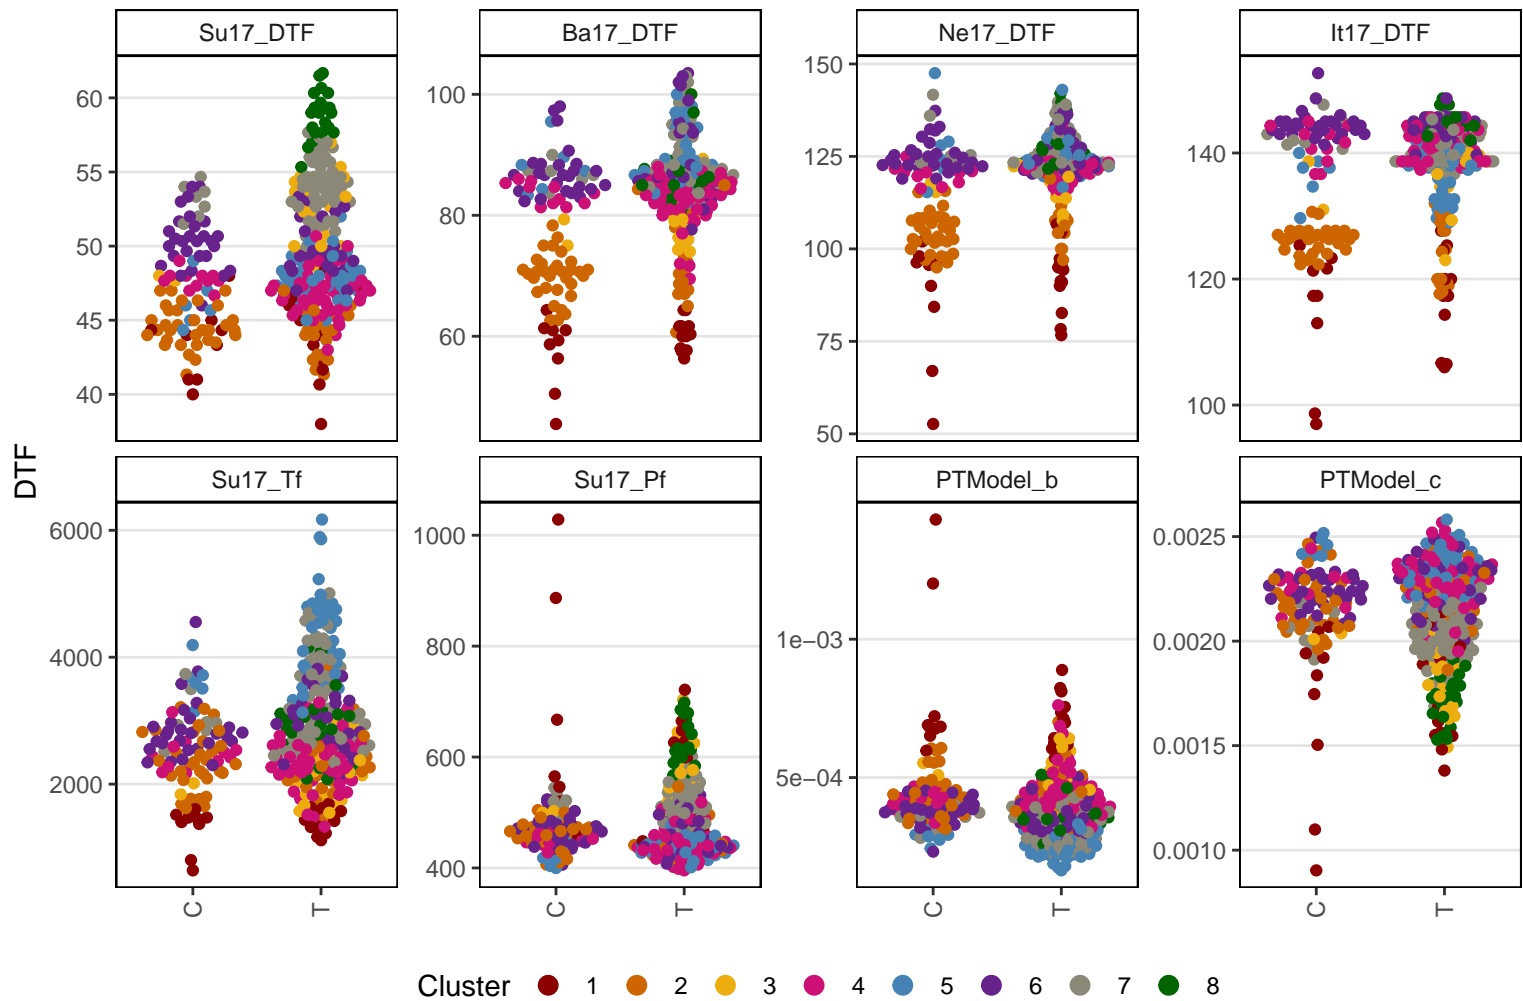 Su17_DTF
Ba17_DTF
Ne17_DTF
It17_DTF
60
55
50
45
40
100
80
60
150
125
100
75
50
140
120
100
DTF
Su17_Tf
Su17_Pf
PTModel_b
PTModel_c
6000
4000
2000
1000
800
600
400
1e−03
5e−04
0.0025
0.0020
0.0015
0.0010
C T C T C T C T
Cluster 1 2 3 4 5 6 7 8